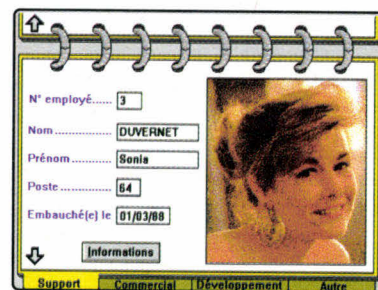 N° employé...... 3
Nom ............... DUVERNET
Prénom ........... Sonia
Poste ............... 64
Embauché(e) le 01/03/88
Informations
Support Commercial Développement Autre